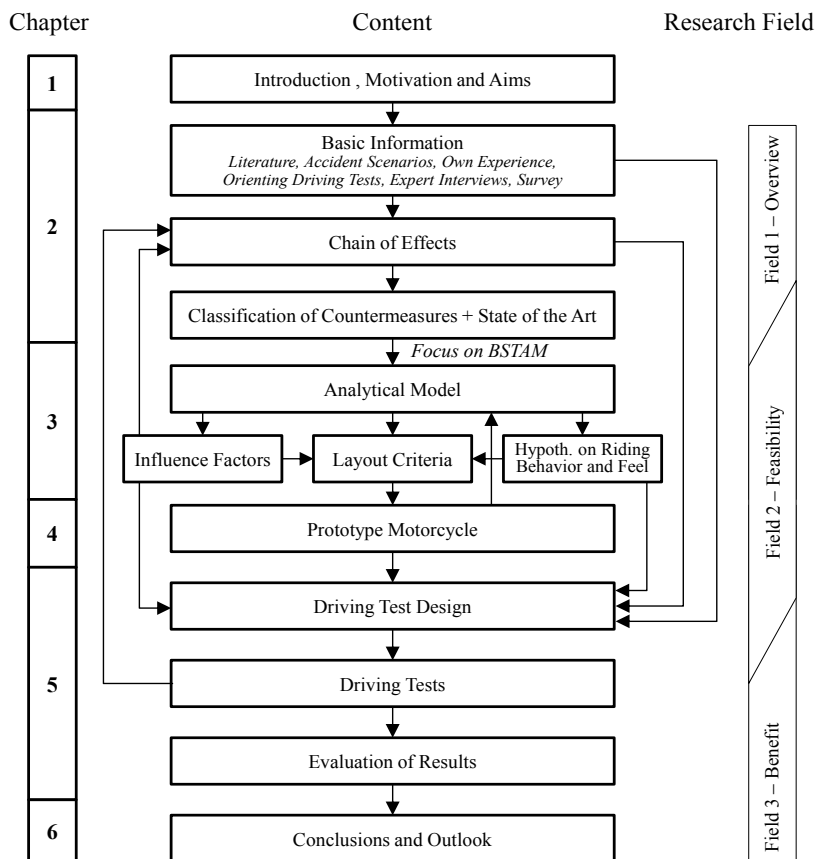 Chapter
Content
Research Field
1
Introduction , Motivation and Aims
2
Basic Information
Literature, Accident Scenarios, Own Experience,
Orienting Driving Tests, Expert Interviews, Survey
Chain of Effects
Classification of Countermeasures + State of the Art
Field 1 – Overview
Focus on BSTAM
3
Analytical Model
Influence Factors
Layout Criteria
Hypoth. on Riding
Behavior and Feel
Field 2 – Feasibility
4
Prototype Motorcycle
5
Driving Test Design
Driving Tests
Evaluation of Results
Field 3 – Benefit
6
Conclusions and Outlook